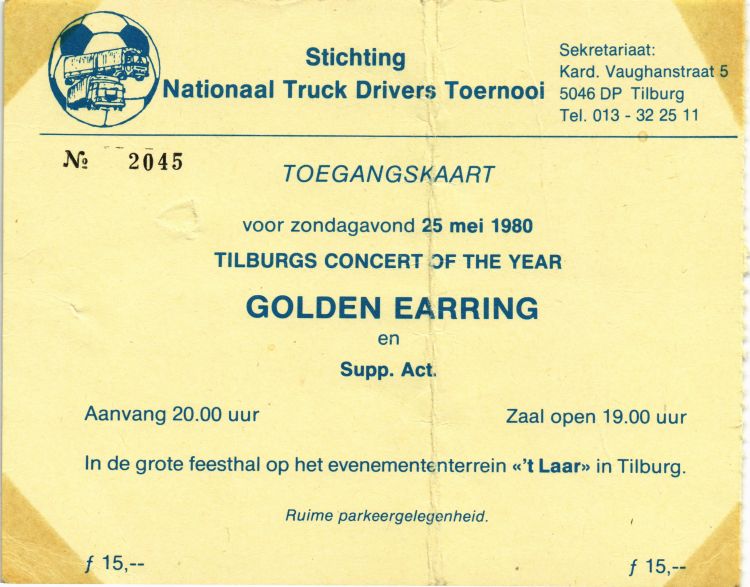 Stichting
Nationaal Truck Drivers Toernooi
Sekretariaat:
Kard. Vaughanstraat 5
5046 DP Tilburg
Tel. 013 - 32 25 11
№ 2045
TOEGANGSKAART
voor zondagavond 25 mei 1980
TILBURGS CONCERT OF THE YEAR
GOLDEN EARRING
en
Supp. Act.
Aanvang 20.00 uur
Zaal open 19.00 uur
In de grote feesthal op het evenemententerrein «'t Laar» in Tilburg.
Ruime parkeergelegenheid.
ƒ 15,--
ƒ 15,--